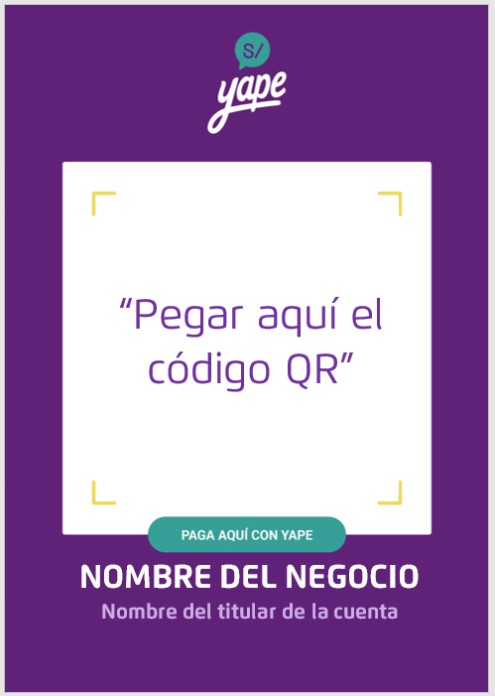 S/
yape
“Pegar aquí el
código QR”
PAGA AQUÍ CON YAPE
NOMBRE DEL NEGOCIO
Nombre del titular de la cuenta